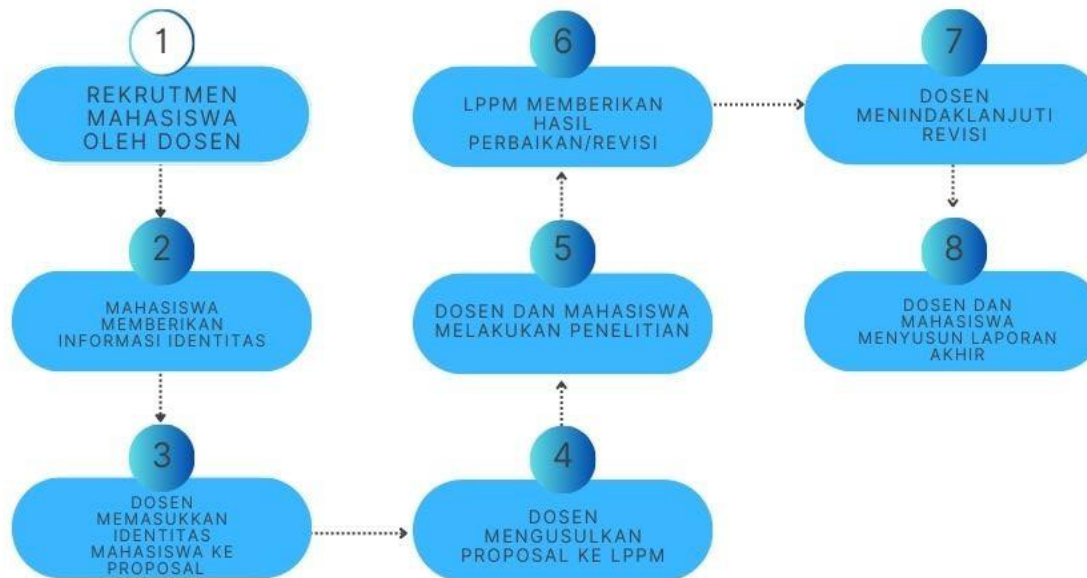 1
REKRUTMEN
MAHASISWA
OLEH DOSEN
2
MAHASISWA
MEMBERIKAN
INFORMASI IDENTITAS
3
DOSEN
MEMASUKKAN
IDENTITAS
MAHASISWA KE
PROPOSAL
4
DOSEN
MENGUSULKAN
PROPOSAL KE LPPM
5
DOSEN DAN MAHASISWA
MELAKUKAN PENELITIAN
6
LPPM MEMBERIKAN
HASIL
PERBAIKAN/REVISI
7
DOSEN
MENINDAKLANJUTI
REVISI
8
DOSEN DAN
MAHASISWA
MENYUSUN LAPORAN
AKHIR